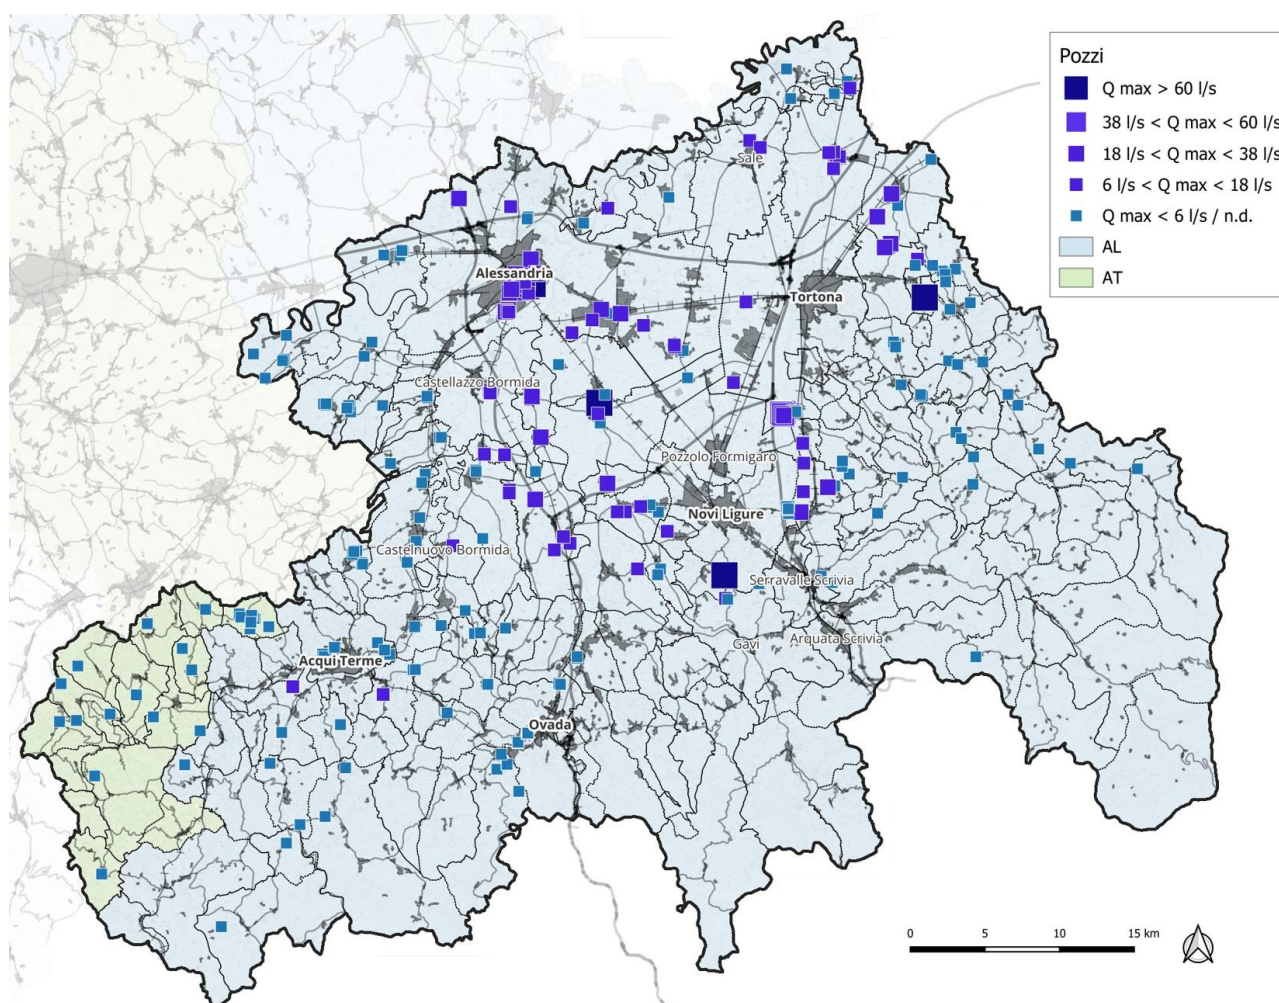 Pozzi
Q max > 60 l/s
38 l/s < Q max < 60 l/s
18 l/s < Q max < 38 l/s
6 l/s < Q max < 18 l/s
Q max < 6 l/s / n.d.
AL
AT
Sale
Alessandria
Tortona
Castellazzo Bormida
Pozzolo Formigaro
Novi Ligure
Castelnuovo Bormida
Serravalle Scrivia
Gavi
Arquata Scrivia
Acqui Terme
Ovada
0 5 10 15 km